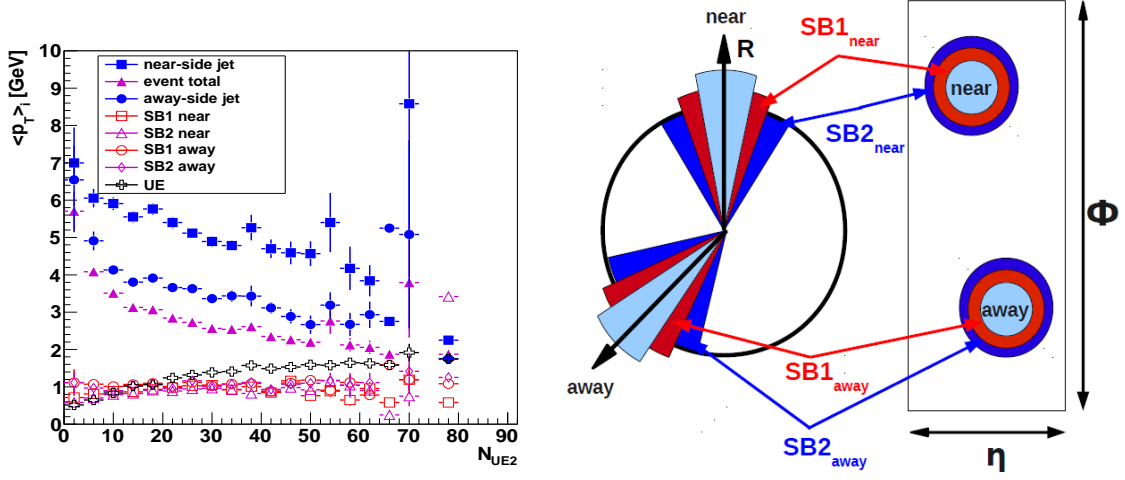 <p_T>_i [GeV]
10
9
8
7
6
5
4
3
2
1
0
near-side jet
event total
away-side jet
SB1 near
SB2 near
SB1 away
SB2 away
UE
0 10 20 30 40 50 60 70 80 90
N_UE2
near
R
away
SB1_near
SB2_near
SB1_away
SB2_away
near
away
Φ
η